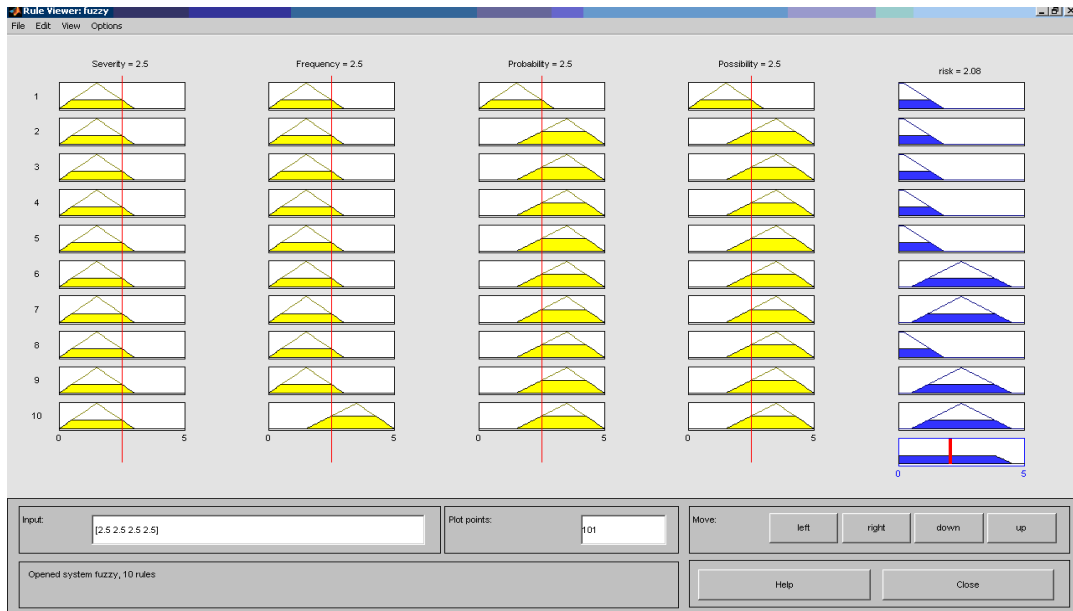 Rule Viewer: fuzzy
File Edit View Options
Severity = 2.5 Frequency = 2.5 Probability = 2.5 Possibility = 2.5 risk = 2.08
1
2
3
4
5
6
7
8
9
10
0 5 0 5 0 5 0 5
0 5
Input: [2.5 2.5 2.5 2.5] Plot points: 101 Move: left right down up
Opened system fuzzy, 10 rules Help Close